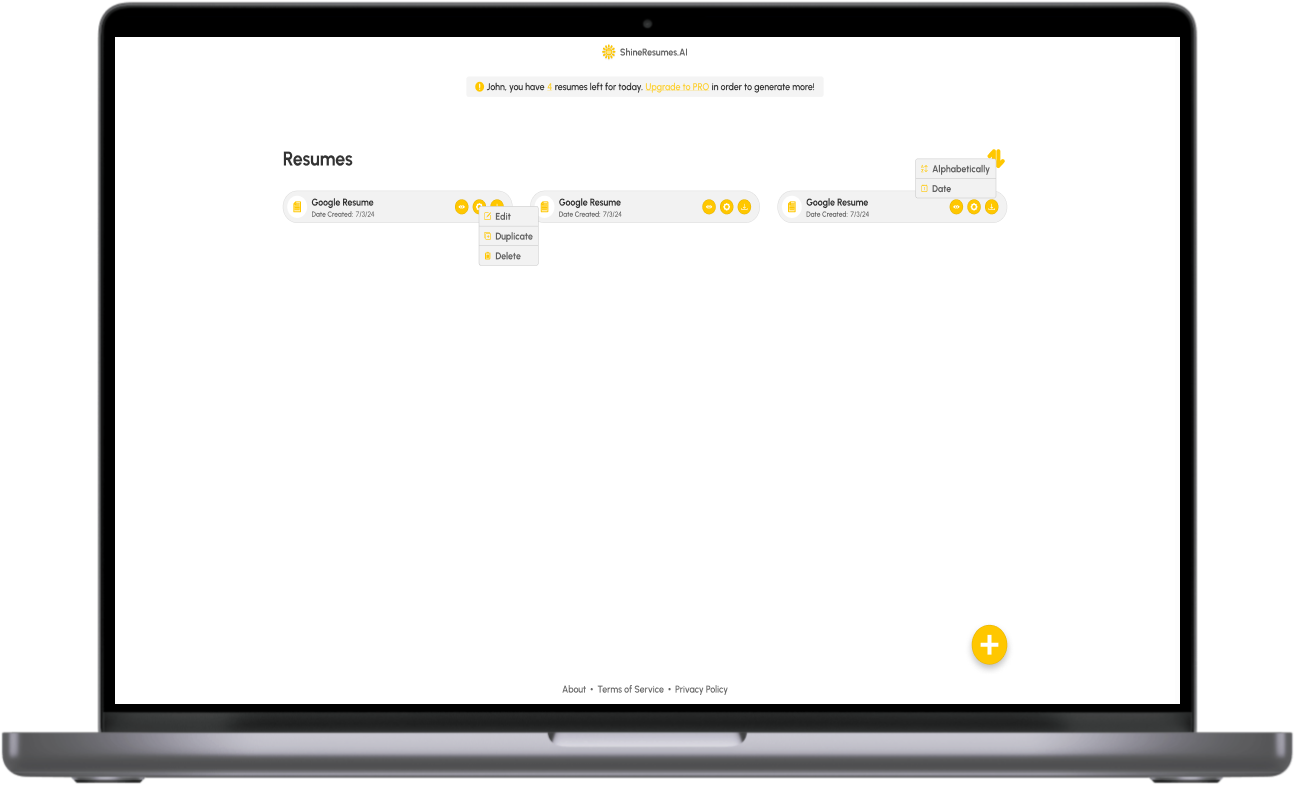 ShineResumes.AI
John, you have 4 resumes left for today. Upgrade to PRO in order to generate more!
Resumes
Alphabetically
Date
Google Resume
Date Created: 7/3/24
Google Resume
Date Created: 7/3/24
Google Resume
Date Created: 7/3/24
Edit
Duplicate
Delete
About • Terms of Service • Privacy Policy